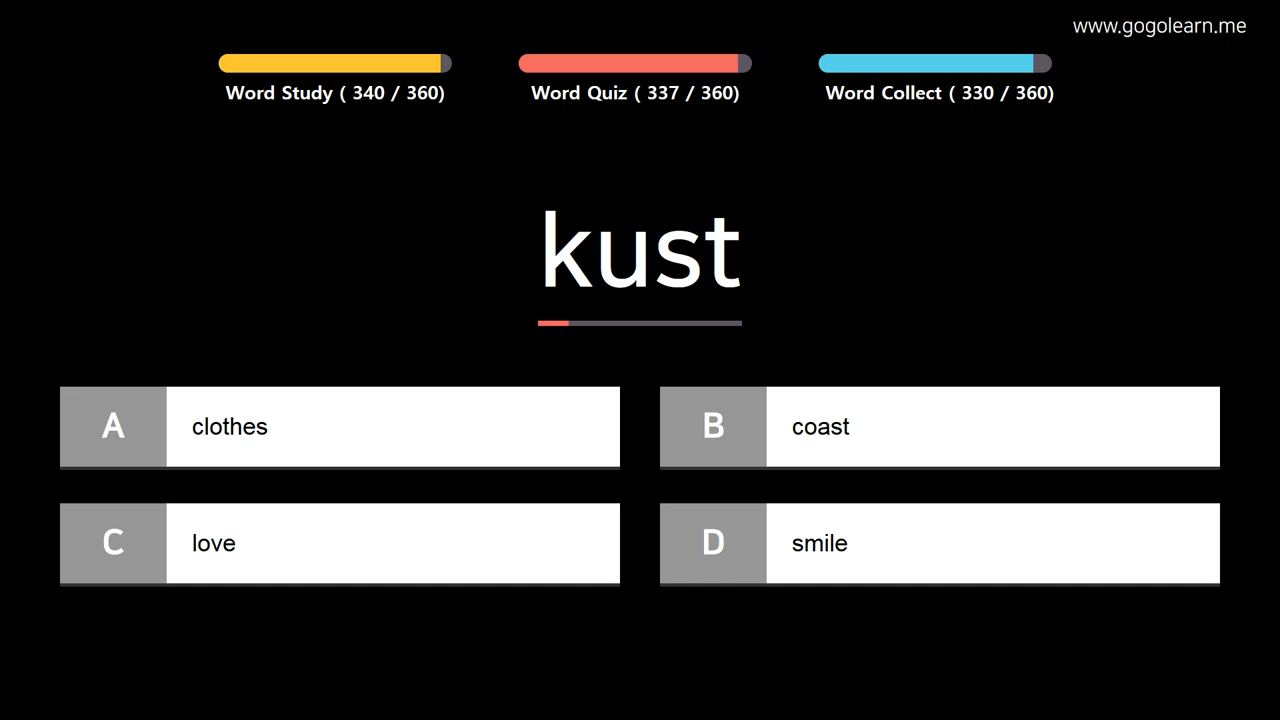 www.gogolearn.me
Word Study ( 340 / 360)
Word Quiz ( 337 / 360)
Word Collect ( 330 / 360)
kust
A clothes
B coast
C love
D smile